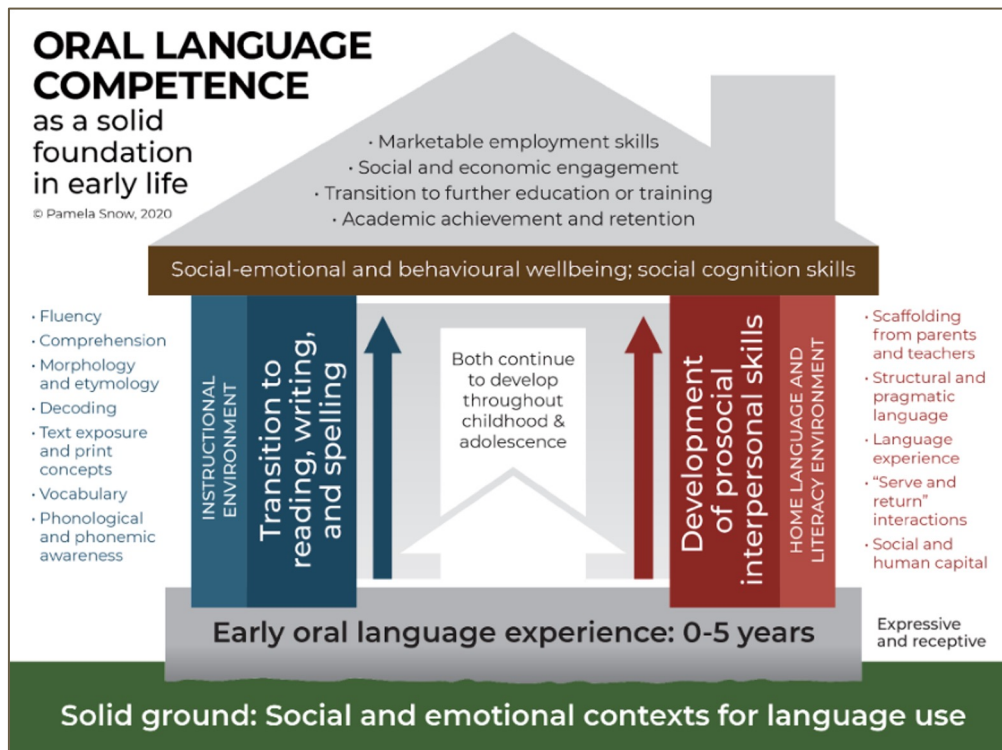 ORAL LANGUAGE
COMPETENCE
as a solid
foundation
in early life
© Pamela Snow, 2020
· Marketable employment skills
· Social and economic engagement
· Transition to further education or training
· Academic achievement and retention
Social-emotional and behavioural wellbeing; social cognition skills
· Fluency
· Comprehension
· Morphology
and etymology
· Decoding
· Text exposure
and print
concepts
· Vocabulary
· Phonological
and phonemic
awareness
INSTRUCTIONAL
ENVIRONMENT
Transition to
reading, writing,
and spelling
Both continue
to develop
throughout
childhood &
adolescence
Development
of prosocial
interpersonal skills
HOME LANGUAGE AND
LITERACY ENVIRONMENT
· Scaffolding
from parents
and teachers
· Structural and
pragmatic
language
· Language
experience
· “Serve and
return”
interactions
· Social and
human capital
Early oral language experience: 0-5 years
Expressive
and receptive
Solid ground: Social and emotional contexts for language use